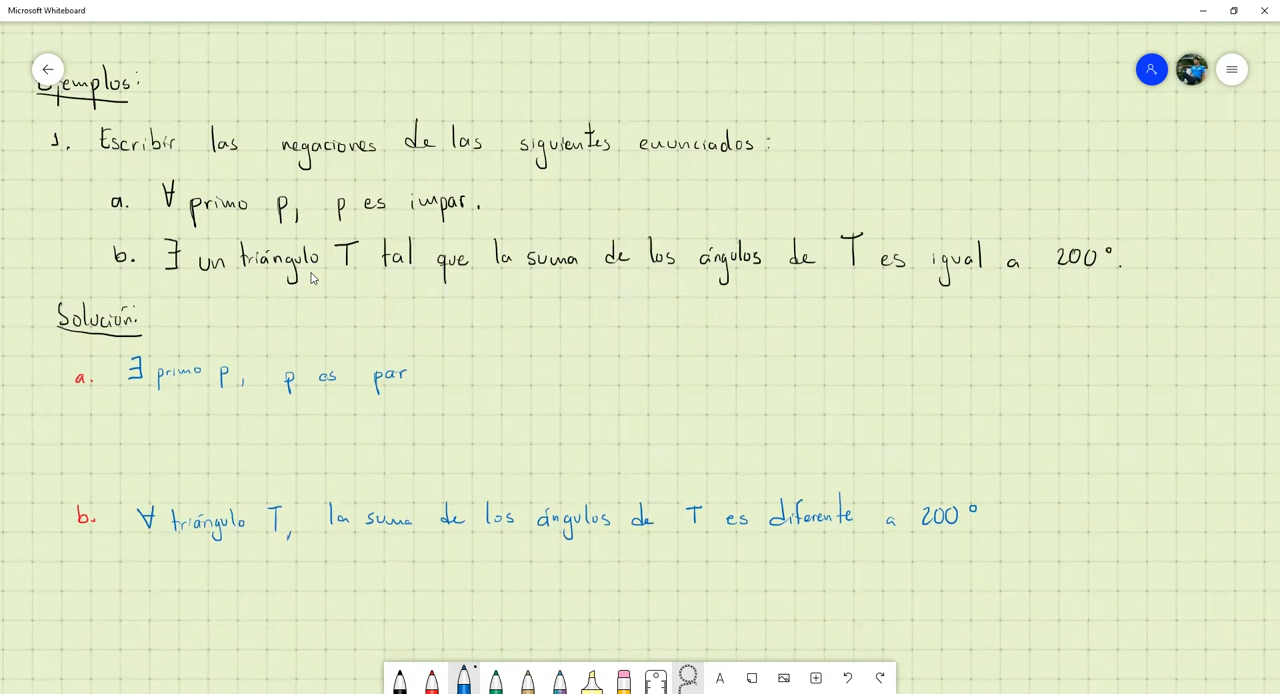 Microsoft Whiteboard
Ejemplos:
1. Escribir las negaciones de las siguientes enunciados:
a. ∀ primo p, p es impar.
b. ∃ un triángulo T tal que la suma de los ángulos de T es igual a 200°.
Solución:
a. ∃ primo p, p es par
b. ∀ triángulo T, la suma de los ángulos de T es diferente a 200°